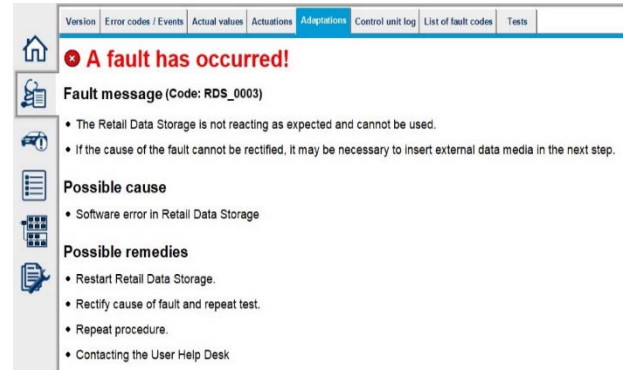 Version Error codes / Events Actual values Actuations Adaptations Control unit log List of fault codes Tests
A fault has occurred!
Fault message (Code: RDS_0003)
• The Retail Data Storage is not reacting as expected and cannot be used.
• If the cause of the fault cannot be rectified, it may be necessary to insert external data media in the next step.
Possible cause
• Software error in Retail Data Storage
Possible remedies
• Restart Retail Data Storage.
• Rectify cause of fault and repeat test.
• Repeat procedure.
• Contacting the User Help Desk